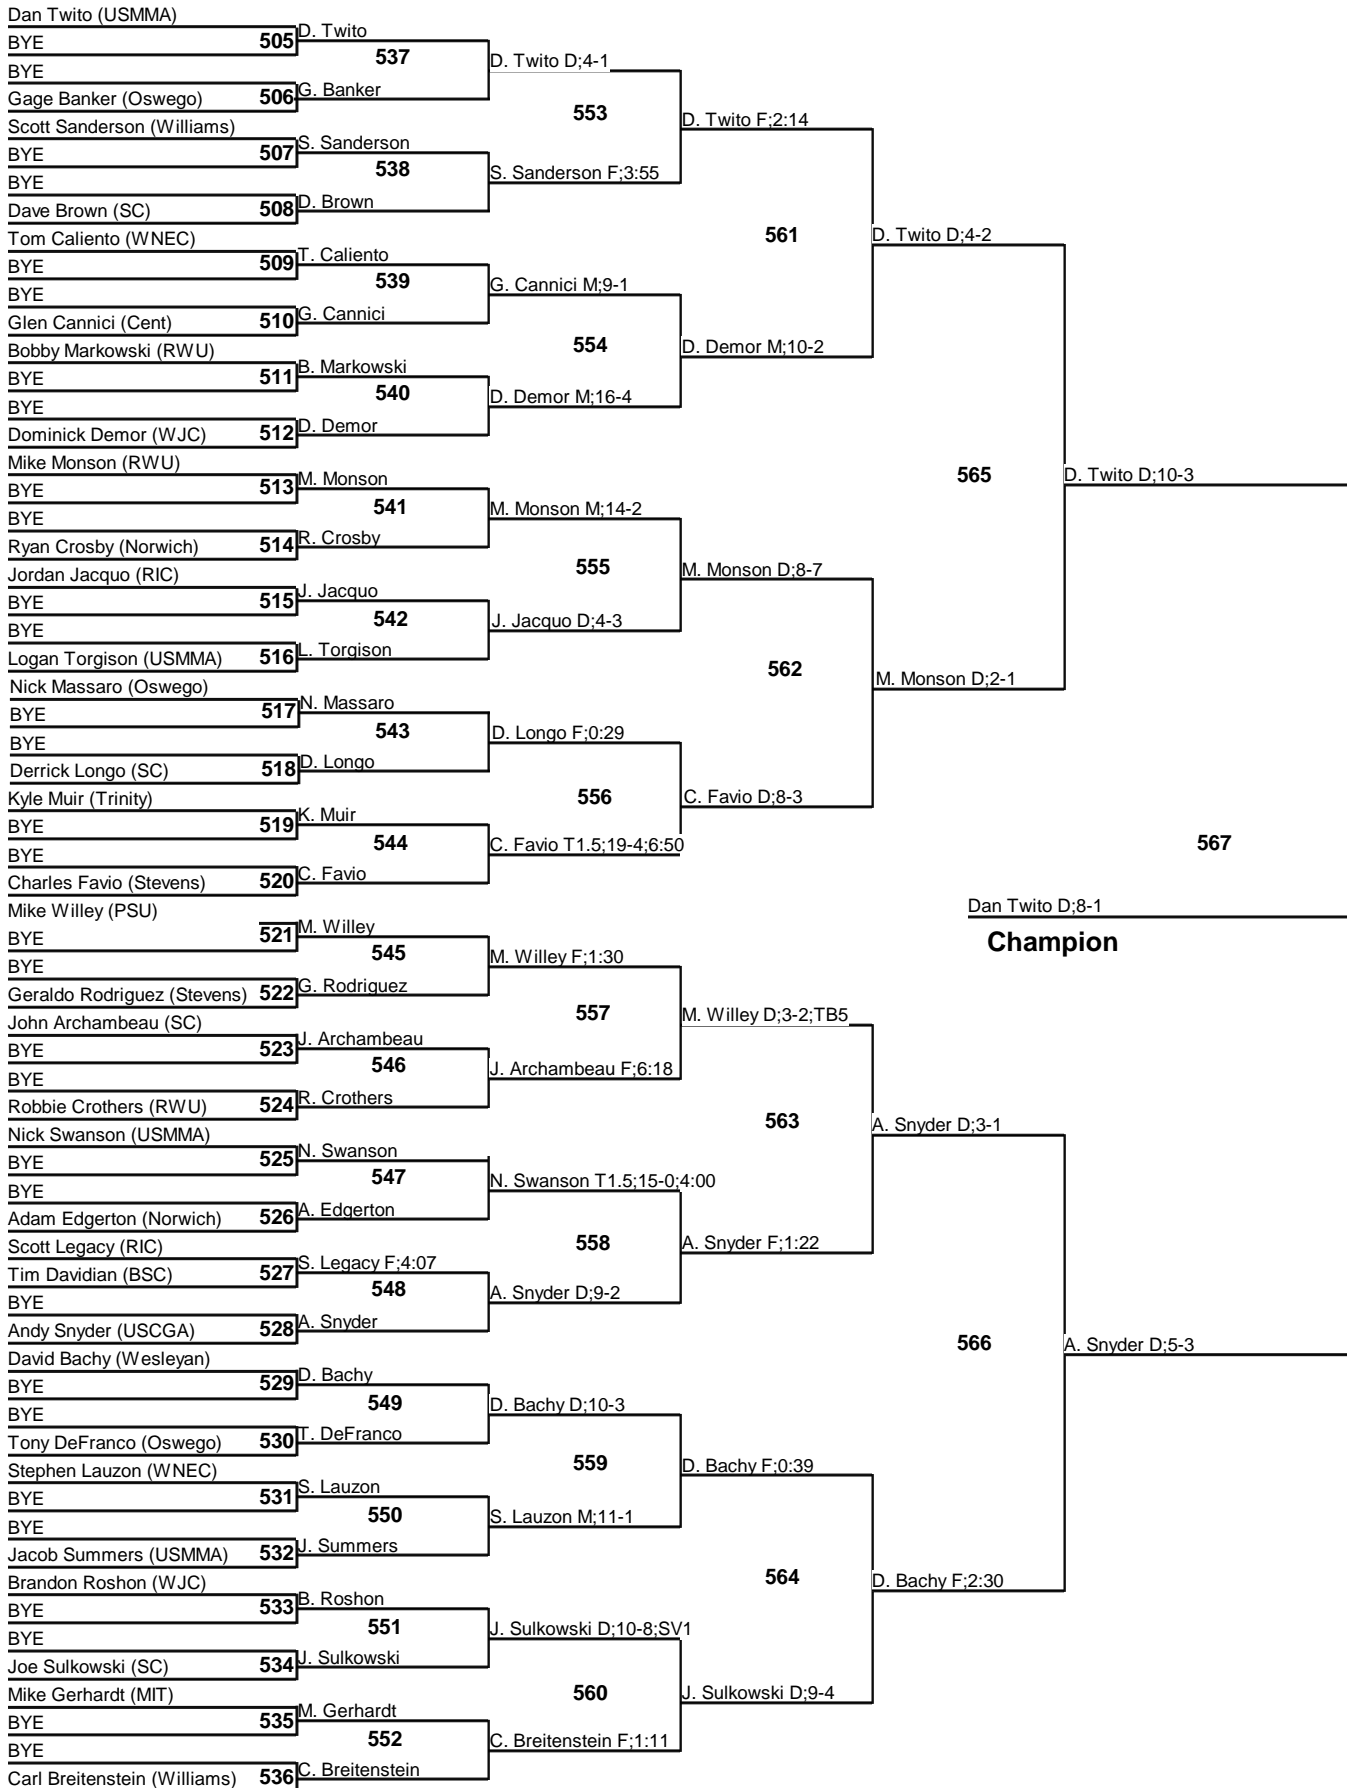 Dan Twito (USMMA)
BYE
505
D. Twito
537
BYE
Gage Banker (Oswego)
506
G. Banker
D. Twito D;4-1
553
Scott Sanderson (Williams)
BYE
507
S. Sanderson
538
BYE
Dave Brown (SC)
508
D. Brown
S. Sanderson F;3:55
D. Twito F;2:14
561
Tom Caliento (WNEC)
BYE
509
T. Caliento
539
BYE
Glen Cannici (Cent)
510
G. Cannici
G. Cannici M;9-1
554
Bobby Markowski (RWU)
BYE
511
B. Markowski
540
BYE
Dominick Demor (WJC)
512
D. Demor
D. Demor M;16-4
D. Demor M;10-2
D. Twito D;4-2
565
Mike Monson (RWU)
BYE
513
M. Monson
541
BYE
Ryan Crosby (Norwich)
514
R. Crosby
M. Monson M;14-2
555
Jordan Jacquo (RIC)
BYE
515
J. Jacquo
542
BYE
Logan Torgison (USMMA)
516
L. Torgison
J. Jacquo D;4-3
M. Monson D;8-7
562
Nick Massaro (Oswego)
BYE
517
N. Massaro
543
BYE
Derrick Longo (SC)
518
D. Longo
D. Longo F;0:29
556
Kyle Muir (Trinity)
BYE
519
K. Muir
544
BYE
Charles Favio (Stevens)
520
C. Favio
C. Favio T1.5;19-4;6:50
C. Favio D;8-3
M. Monson D;2-1
D. Twito D;10-3
567
Dan Twito D;8-1
Champion
Mike Willey (PSU)
BYE
521
M. Willey
545
BYE
Geraldo Rodriguez (Stevens)
522
G. Rodriguez
M. Willey F;1:30
557
John Archambeau (SC)
BYE
523
J. Archambeau
546
BYE
Robbie Crothers (RWU)
524
R. Crothers
J. Archambeau F;6:18
M. Willey D;3-2;TB5
563
Nick Swanson (USMMA)
BYE
525
N. Swanson
547
BYE
Adam Edgerton (Norwich)
526
A. Edgerton
N. Swanson T1.5;15-0;4:00
558
Scott Legacy (RIC)
Tim Davidian (BSC)
527
S. Legacy F;4:07
548
BYE
Andy Snyder (USCGA)
528
A. Snyder
A. Snyder D;9-2
A. Snyder F;1:22
A. Snyder D;3-1
566
David Bachy (Wesleyan)
BYE
529
D. Bachy
549
BYE
Tony DeFranco (Oswego)
530
T. DeFranco
D. Bachy D;10-3
559
Stephen Lauzon (WNEC)
BYE
531
S. Lauzon
550
BYE
Jacob Summers (USMMA)
532
J. Summers
S. Lauzon M;11-1
D. Bachy F;0:39
564
Brandon Roshon (WJC)
BYE
533
B. Roshon
551
BYE
Joe Sulkowski (SC)
534
J. Sulkowski
J. Sulkowski D;10-8;SV1
560
Mike Gerhardt (MIT)
BYE
535
M. Gerhardt
552
BYE
Carl Breitenstein (Williams)
536
C. Breitenstein
C. Breitenstein F;1:11
J. Sulkowski D;9-4
D. Bachy F;2:30
A. Snyder D;5-3